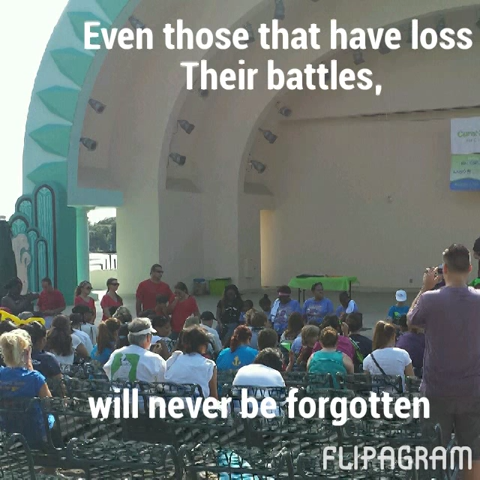 Even those that have loss
Their battles,
will never be forgotten
FLIPAGRAM